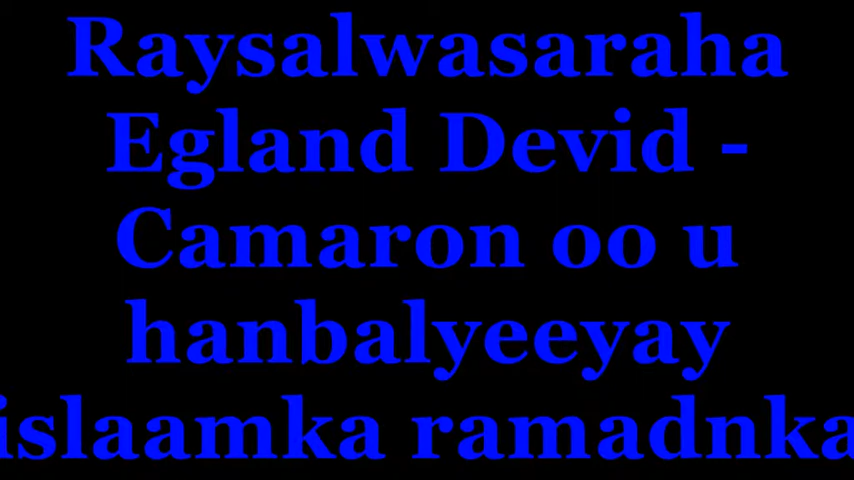 Raysalwasaraha
Egland Devid -
Camaron oo u
hanbalyeeyay
islaamka ramadnka